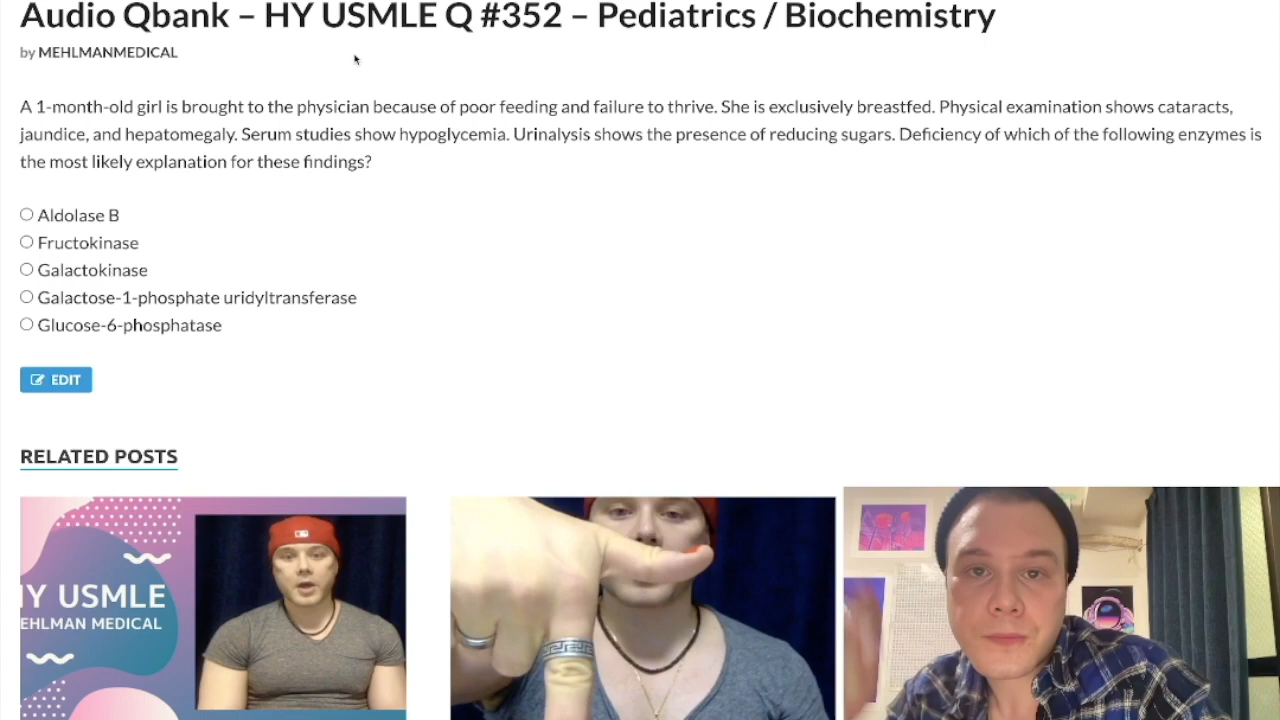 Audio Qbank – HY USMLE Q #352 – Pediatrics / Biochemistry
by MEHLMANMEDICAL
A 1-month-old girl is brought to the physician because of poor feeding and failure to thrive. She is exclusively breastfed. Physical examination shows cataracts,
jaundice, and hepatomegaly. Serum studies show hypoglycemia. Urinalysis shows the presence of reducing sugars. Deficiency of which of the following enzymes is
the most likely explanation for these findings?
Aldolase B
Fructokinase
Galactokinase
Galactose-1-phosphate uridyltransferase
Glucose-6-phosphatase
EDIT
RELATED POSTS
HY USMLE
EHLMAN MEDICAL